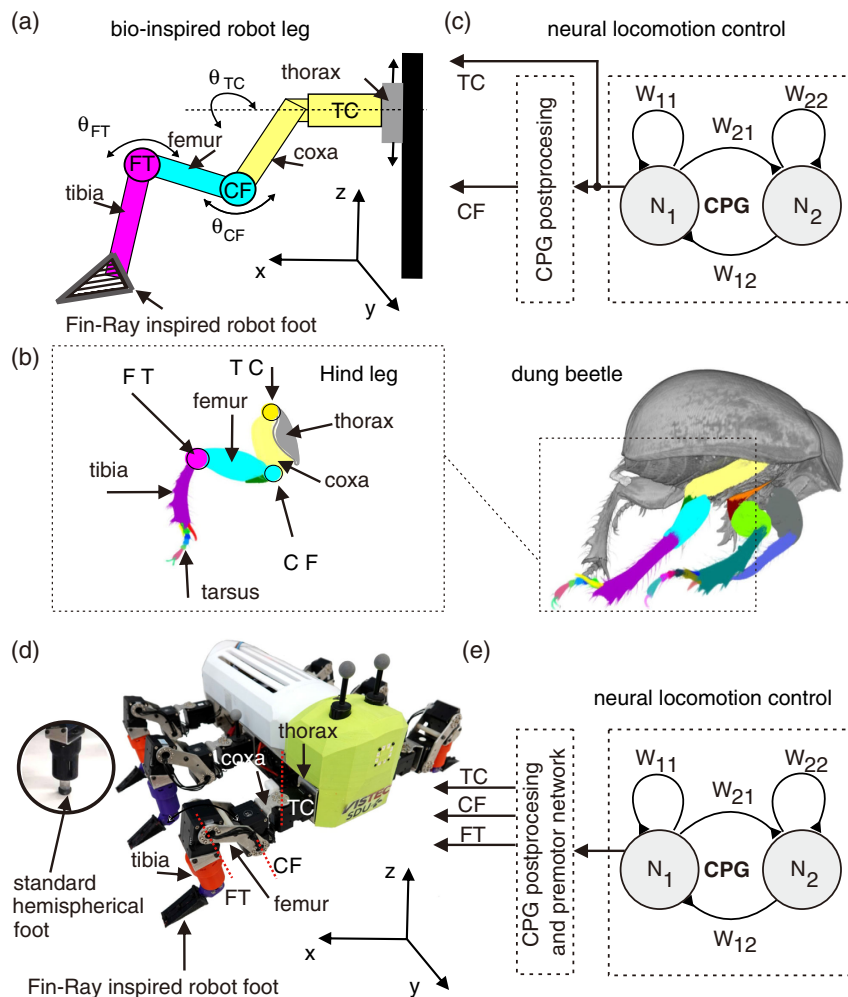 (a)
bio-inspired robot leg
θTC
thorax
TC
θFT
femur
FT
coxa
CF
tibia
θCF
z
x
y
Fin-Ray inspired robot foot
(c)
neural locomotion control
TC
CF
CPG postprocesing
W11
W22
W21
N1
CPG
N2
W12
(b)
Hind leg
T C
F T
femur
thorax
tibia
coxa
C F
tarsus
dung beetle
(d)
thorax
coxa
TC
VISTEC
SDU
tibia
CF
FT
femur
standard
hemispherical
foot
z
x
y
Fin-Ray inspired robot foot
(e)
neural locomotion control
TC
CF
FT
CPG postprocesing
and premotor network
W11
W22
W21
N1
CPG
N2
W12